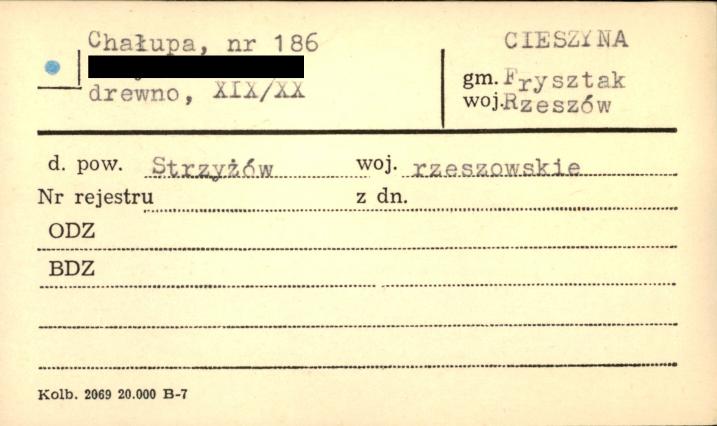 Chałupa, nr 186
drewno, XIX/XX
CIESZYNA
gm. Frysztak
woj. Rzeszów
d. pow. Strzyżów woj. rzeszowskie
Nr rejestru z dn.
ODZ
BDZ
Kolb. 2069 20.000 B-7